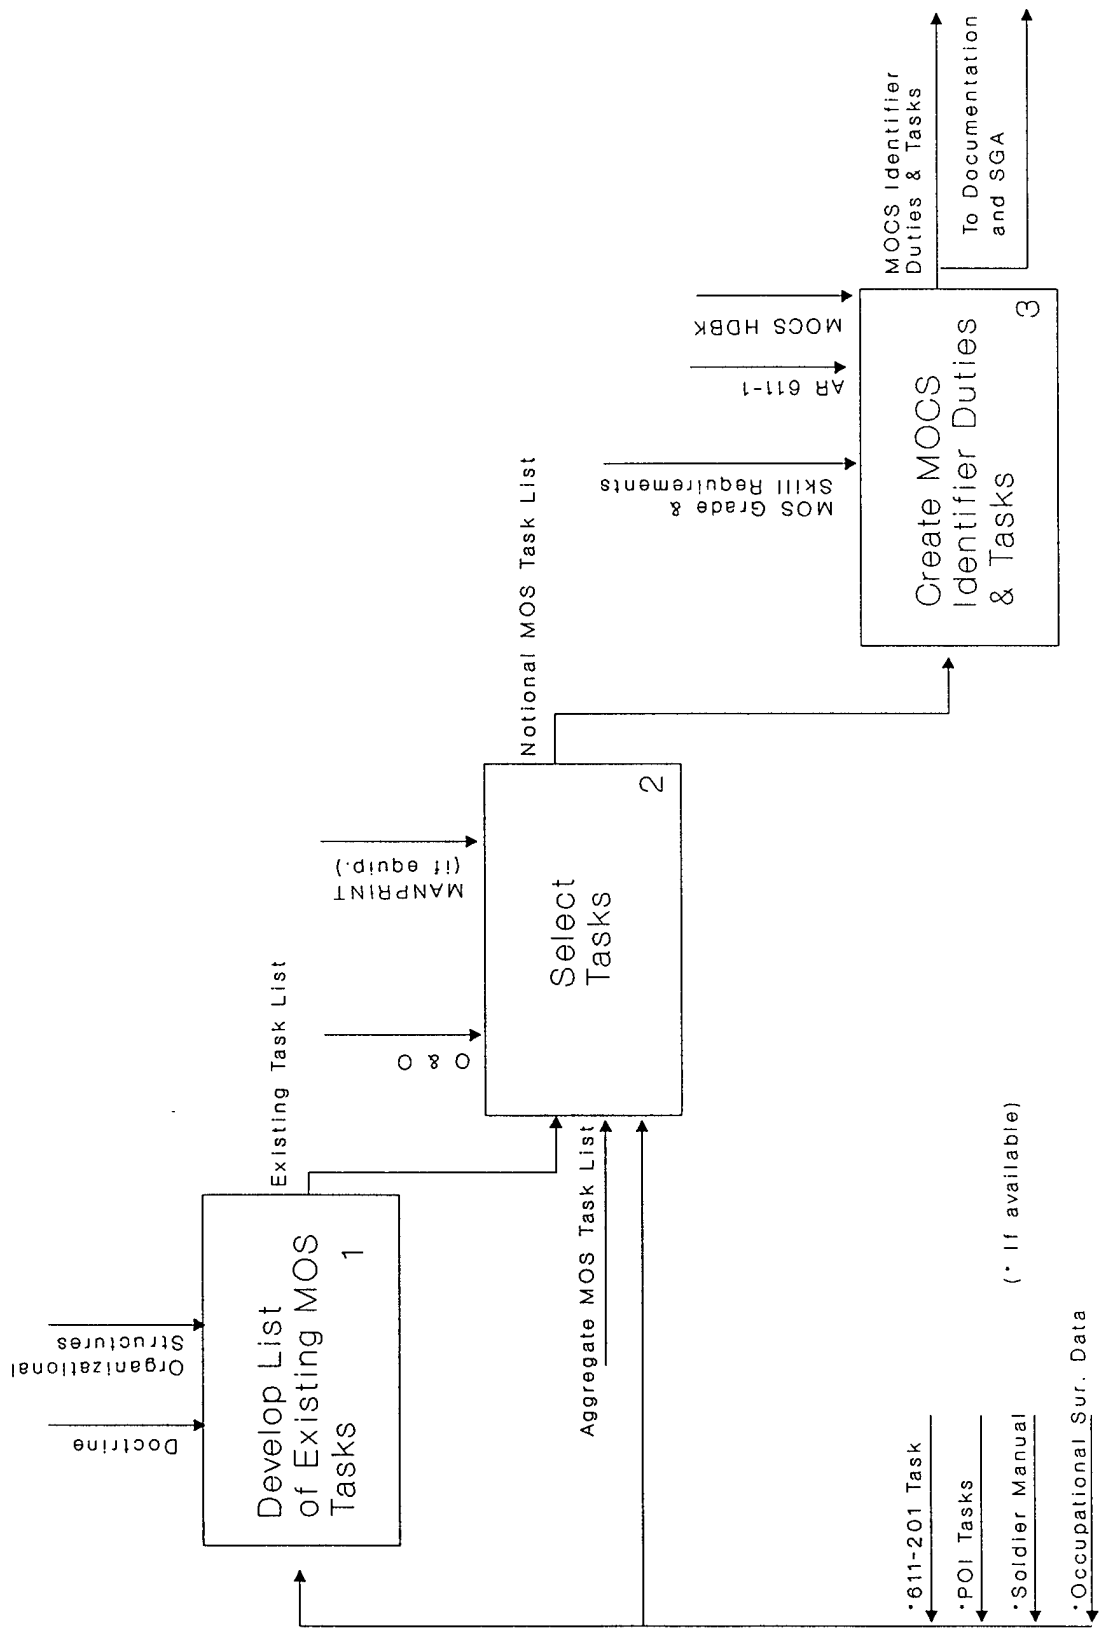 Doctrine
Organizational
Structures
Develop List
of Existing MOS
Tasks
1
Existing Task List
O & O
MANPRINT
(if equip.)
Aggregate MOS Task List
Select
Tasks
2
Notional MOS Task List
MOS Grade &
Skill Requirements
AR 611-1
MOCS HDBK
Create MOCS
Identifier Duties
& Tasks
3
MOCS Identifier
Duties & Tasks
To Documentation
and SGA
*611-201 Task
*POI Tasks
*Soldier Manual
*Occupational Sur. Data
(* If available)